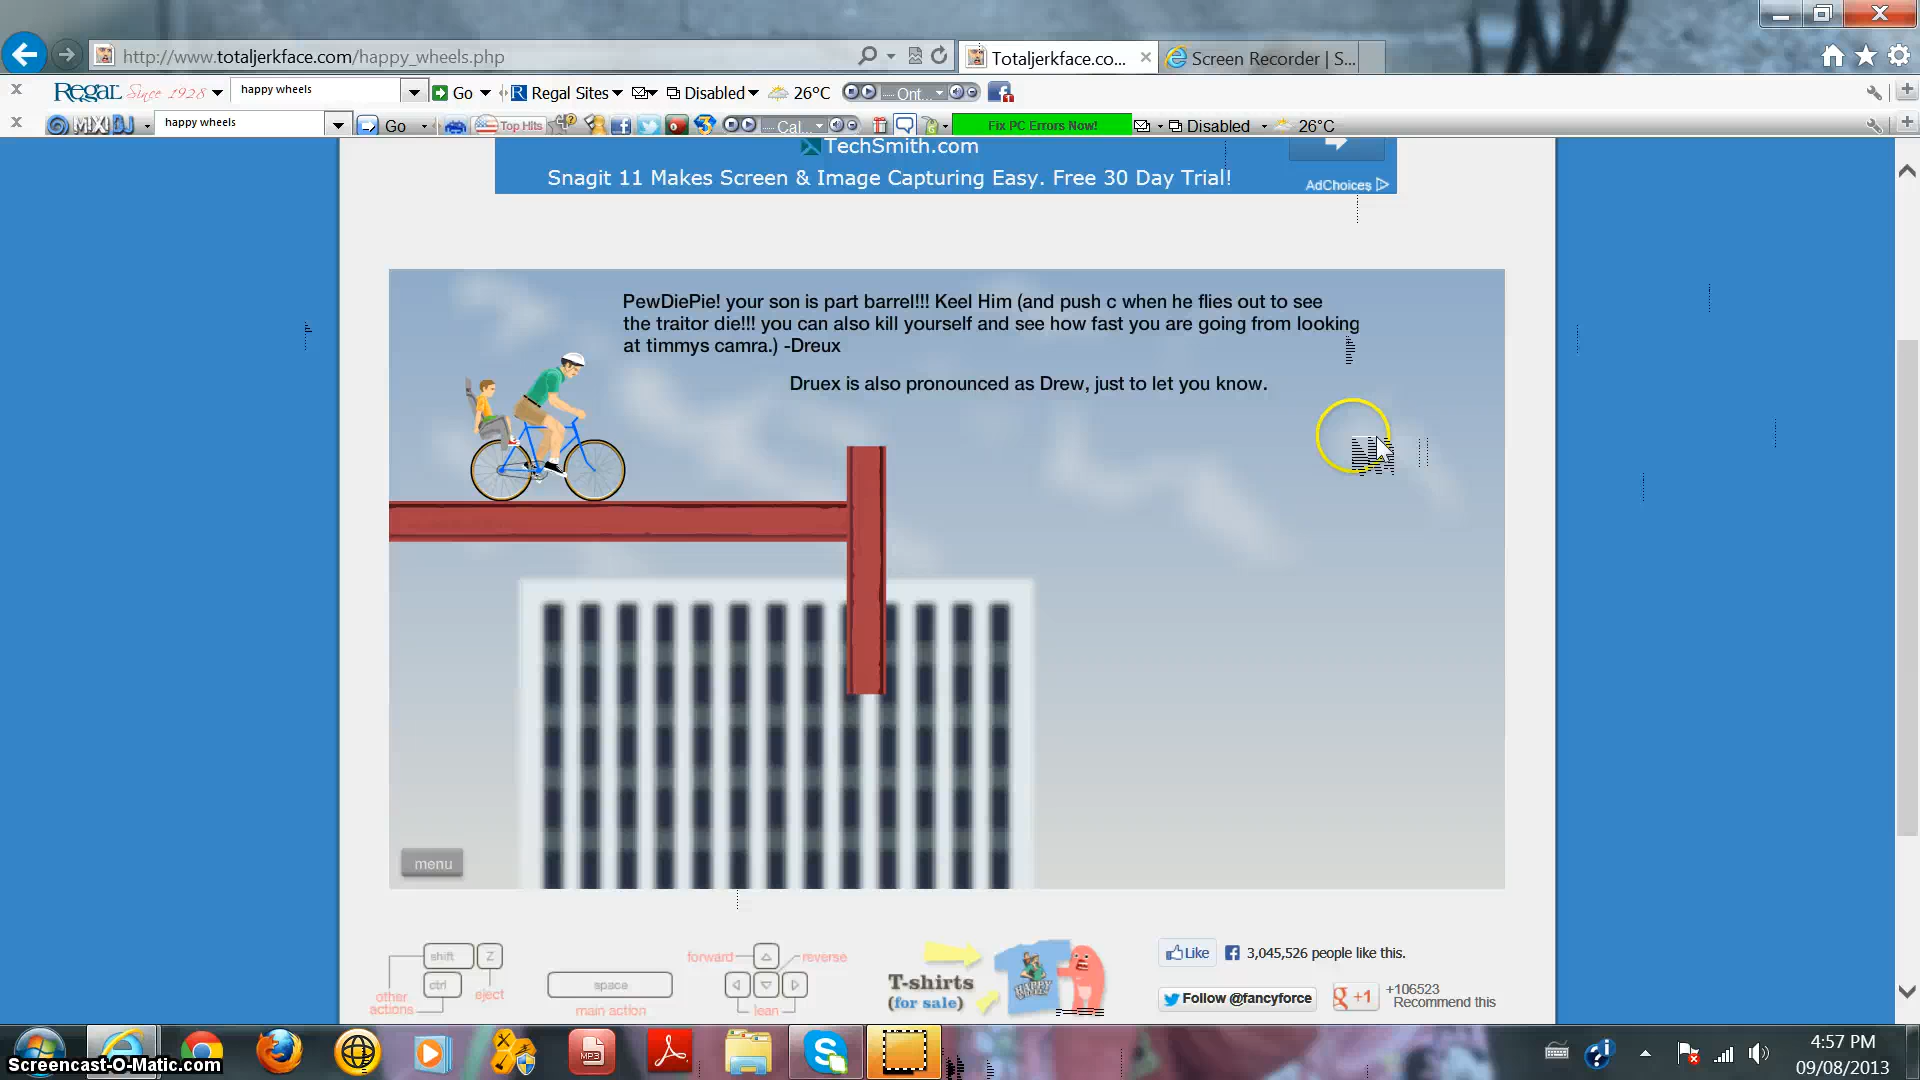 http://www.totaljerkface.com/happy_wheels.php
Totaljerkface.co...
Screen Recorder | S...
Regal Since 1928
happy wheels
Go
Regal Sites
Disabled
26°C
Ont...
MIXIDJ
happy wheels
Go
Top Hits
Cal...
Fix PC Errors Now!
Disabled
26°C
TechSmith.com
Snagit 11 Makes Screen & Image Capturing Easy. Free 30 Day Trial!
AdChoices
PewDiePie! your son is part barrel!!! Keel Him (and push c when he flies out to see
the traitor die!!! you can also kill yourself and see how fast you are going from looking
at timmys camra.) -Dreux
Druex is also pronounced as Drew, just to let you know.
menu
shift
Z
ctrl
other
actions
eject
space
main action
forward
reverse
lean
T-shirts
(for sale)
HAPPY
Like
3,045,526 people like this.
Follow @fancyforce
g +1
+106523
Recommend this
MP3
4:57 PM
09/08/2013
Screencast-O-Matic.com